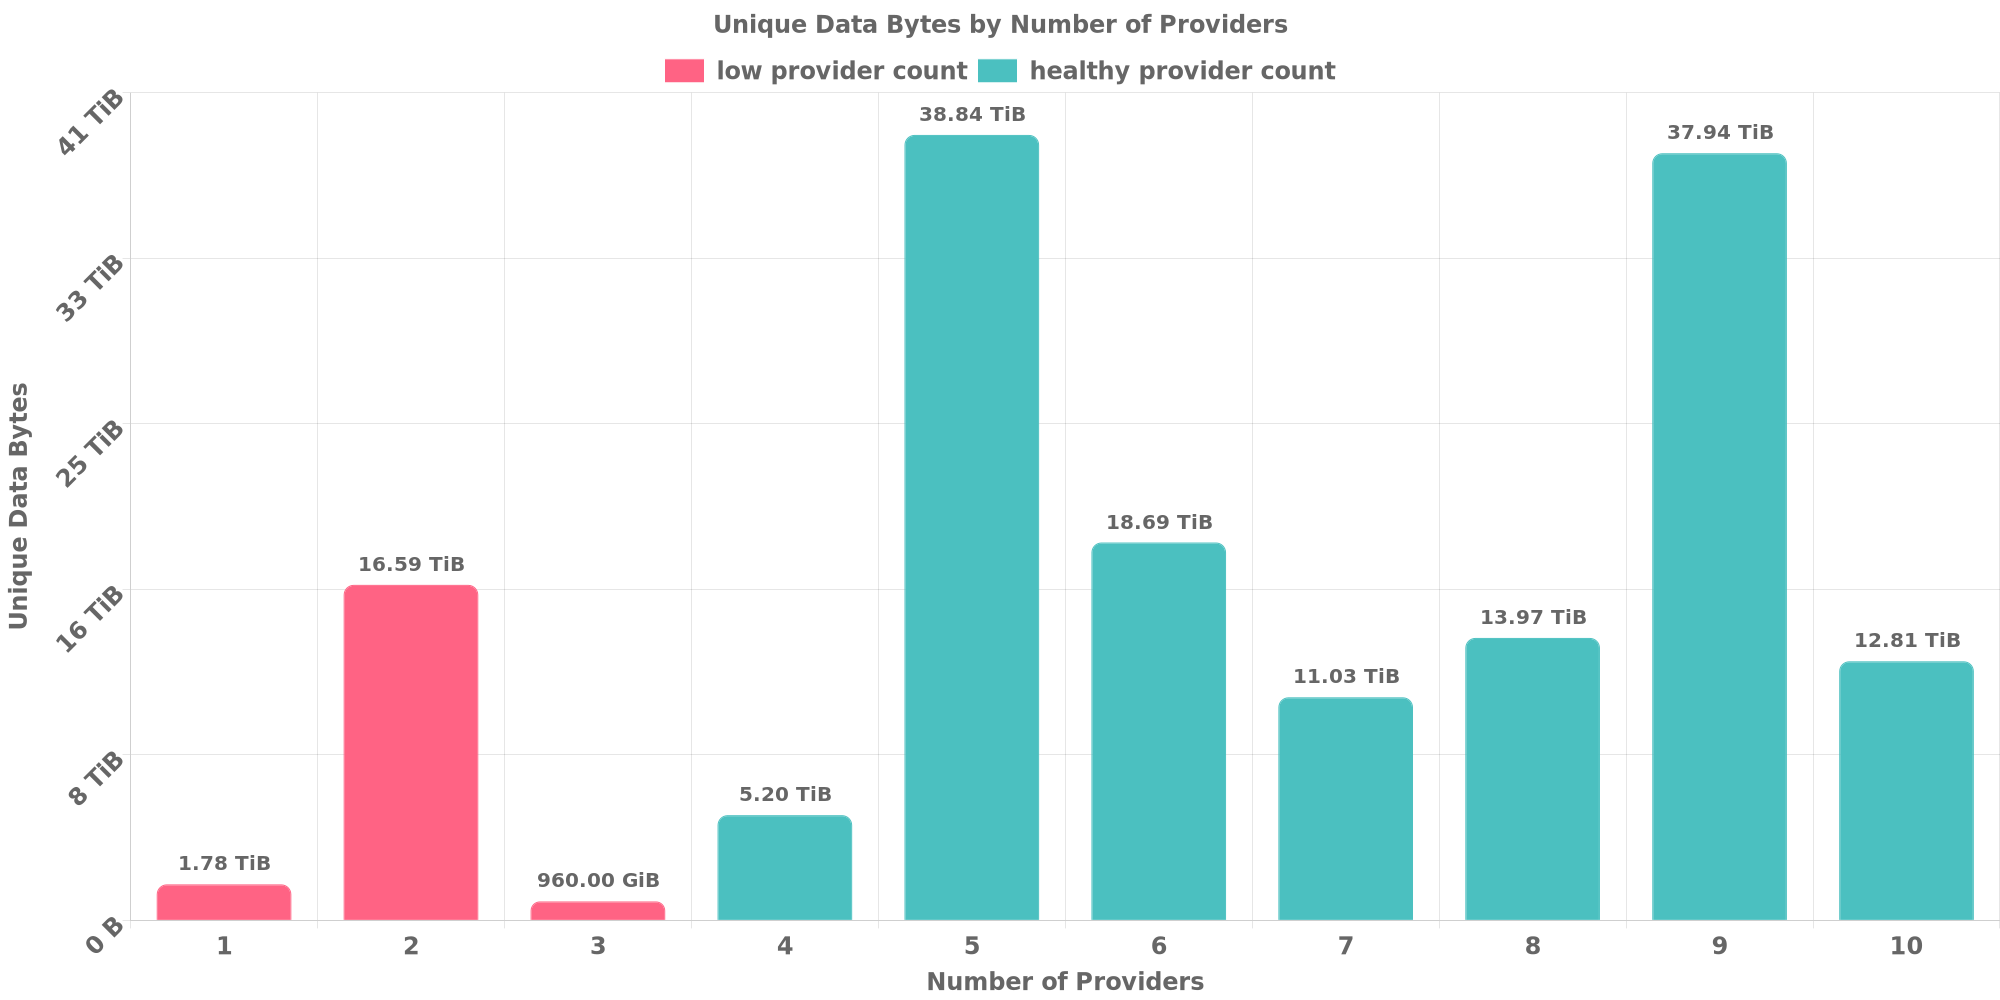 Unique Data Bytes by Number of Providers
low provider count healthy provider count
41 TiB
33 TiB
25 TiB
16 TiB
8 TiB
0 B
Unique Data Bytes
1.78 TiB
16.59 TiB
960.00 GiB
5.20 TiB
38.84 TiB
18.69 TiB
11.03 TiB
13.97 TiB
37.94 TiB
12.81 TiB
1 2 3 4 5 6 7 8 9 10
Number of Providers